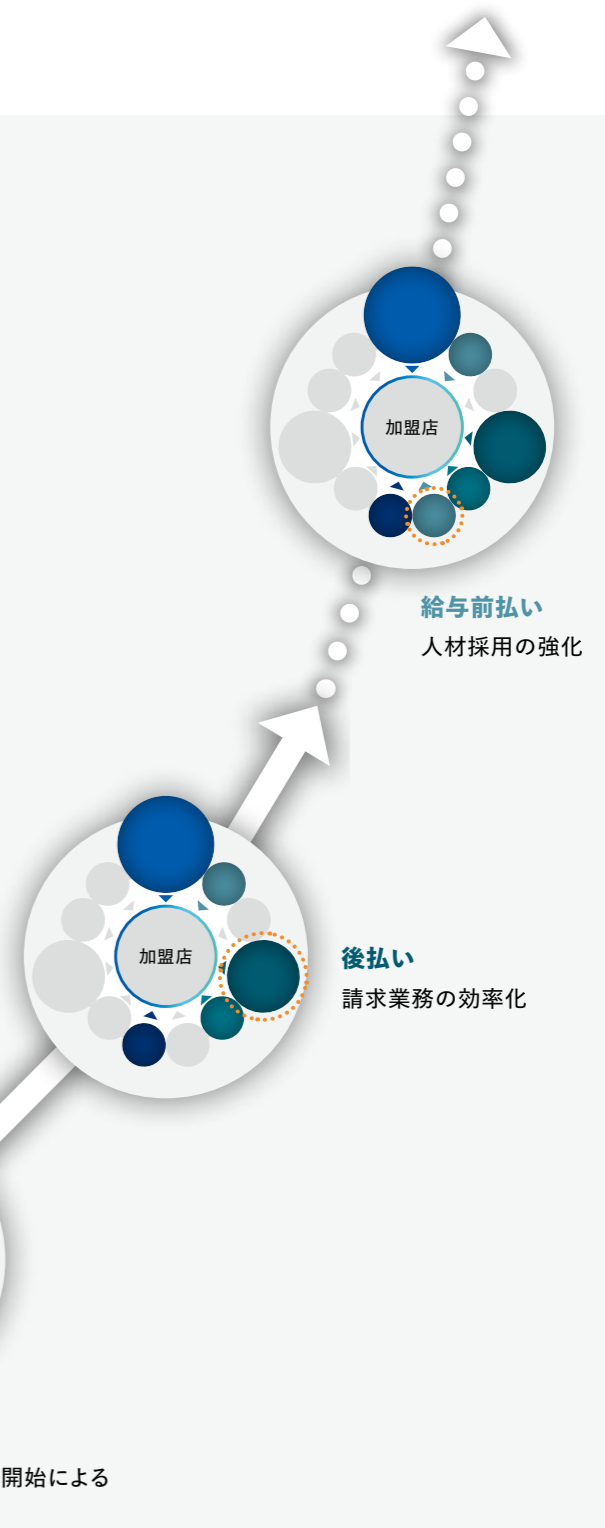 加盟店
給与前払い
人材採用の強化
加盟店
後払い
請求業務の効率化
開始による